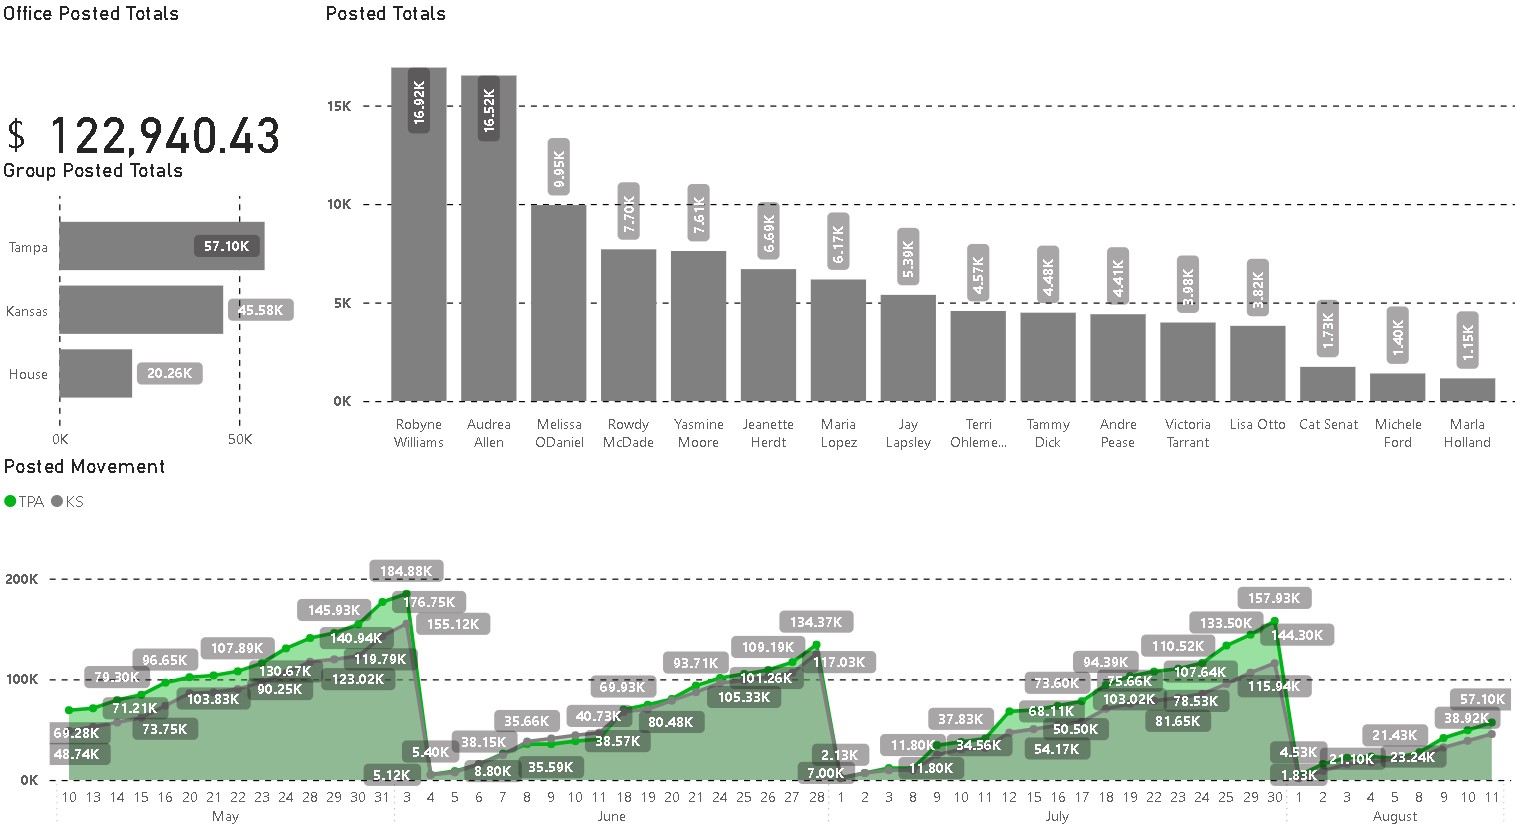 Office Posted Totals
$ 122,940.43
Group Posted Totals
Tampa 57.10K
Kansas 45.58K
House 20.26K
0K 50K
Posted Totals
15K
10K
5K
0K
16.92K 16.52K 9.95K 7.70K 7.61K 6.69K 6.17K 5.39K 4.57K 4.48K 4.41K 3.98K 3.82K 1.73K 1.40K 1.15K
Robyne Audrea Melissa Rowdy Yasmine Jeanette Maria Jay Terri Tammy Andre Victoria Lisa Otto Cat Senat Michele Marla
Williams Allen ODaniel McDade Moore Herdt Lopez Lapsley Ohleme... Dick Pease Tarrant Ford Holland
Posted Movement
TPA KS
200K
100K
0K
69.28K 48.74K 79.30K 71.21K 96.65K 73.75K 103.83K 107.89K 90.25K 130.67K 145.93K 140.94K 123.02K 119.79K 184.88K 176.75K 155.12K
5.12K 5.40K 38.15K 8.80K 35.66K 35.59K 40.73K 38.57K 69.93K 80.48K 93.71K 105.33K 109.19K 101.26K 134.37K 117.03K
7.00K 2.13K 11.80K 11.80K 37.83K 34.56K 73.60K 68.11K 54.17K 50.50K 94.39K 75.66K 103.02K 110.52K 81.65K 107.64K 78.53K 133.50K 115.94K 157.93K 144.30K
4.53K 1.83K 21.10K 21.43K 23.24K 38.92K 57.10K
10 13 14 15 16 20 21 22 23 24 28 29 30 31 3 4 5 6 7 8 9 10 11 18 19 20 21 24 25 26 27 28 1 2 3 8 9 10 11 12 15 16 17 18 19 22 23 24 25 29 30 1 2 3 4 5 8 9 10 11
May June July August